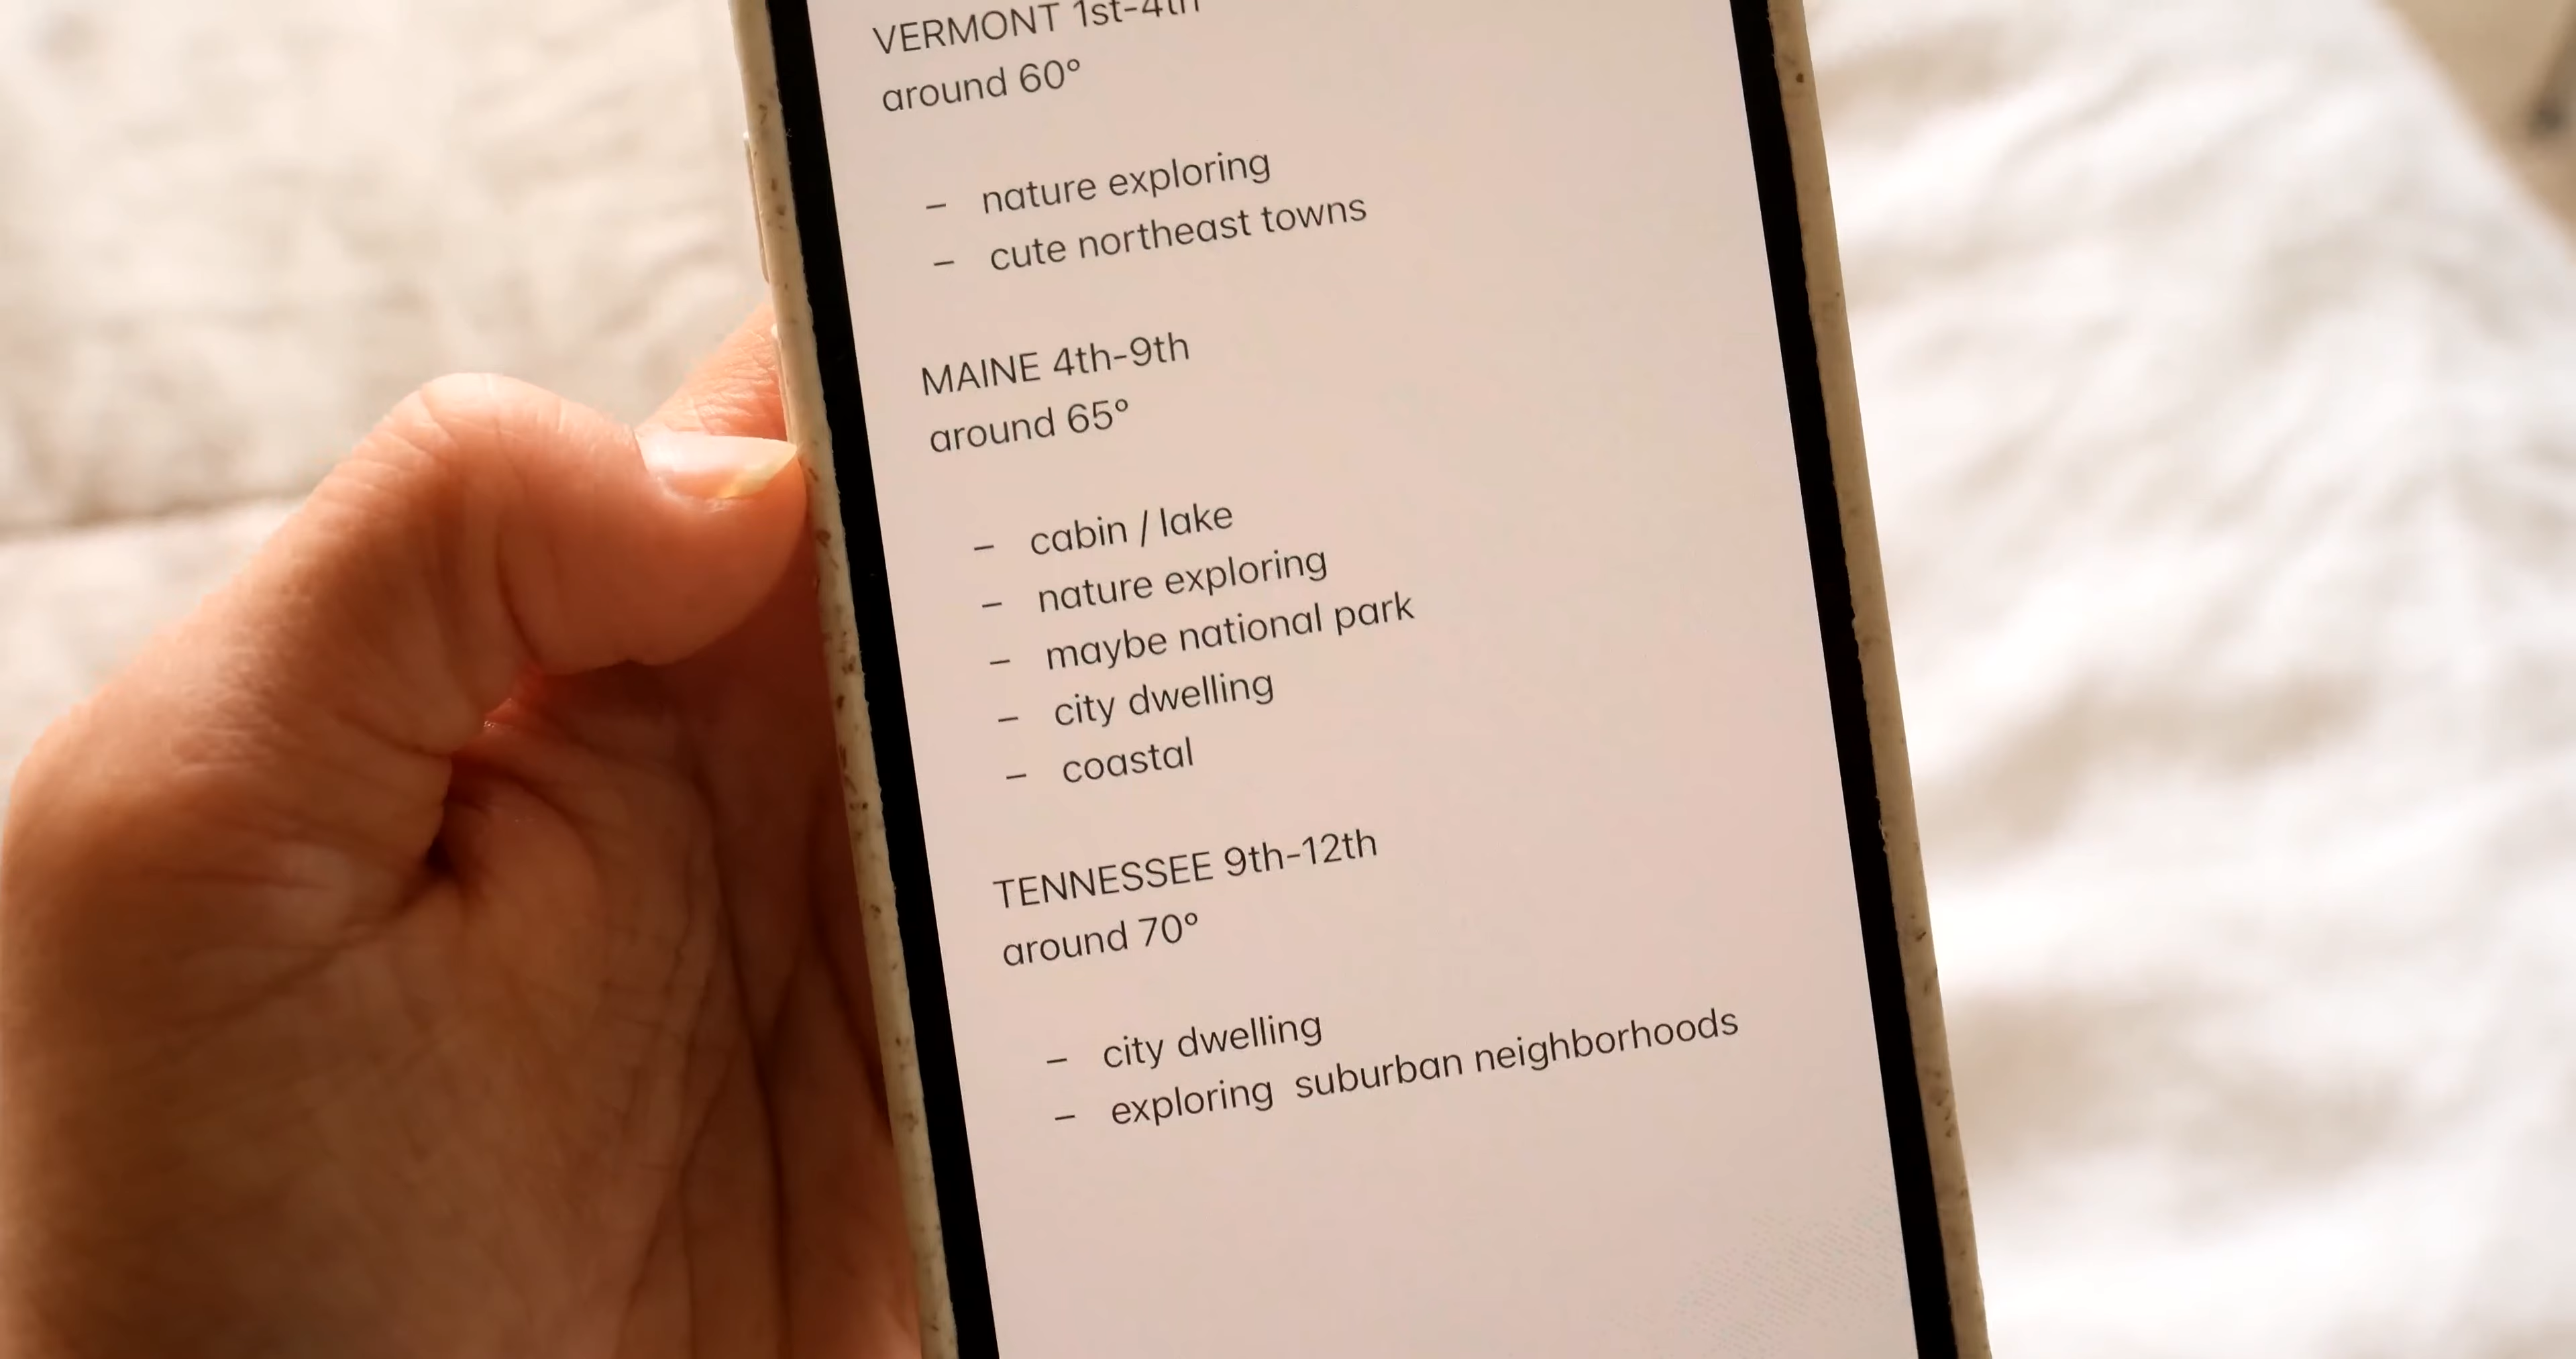 VERMONT 1st-4th
around 60°
– nature exploring
– cute northeast towns
MAINE 4th-9th
around 65°
– cabin / lake
– nature exploring
– maybe national park
– city dwelling
– coastal
TENNESSEE 9th-12th
around 70°
– city dwelling
– exploring  suburban neighborhoods